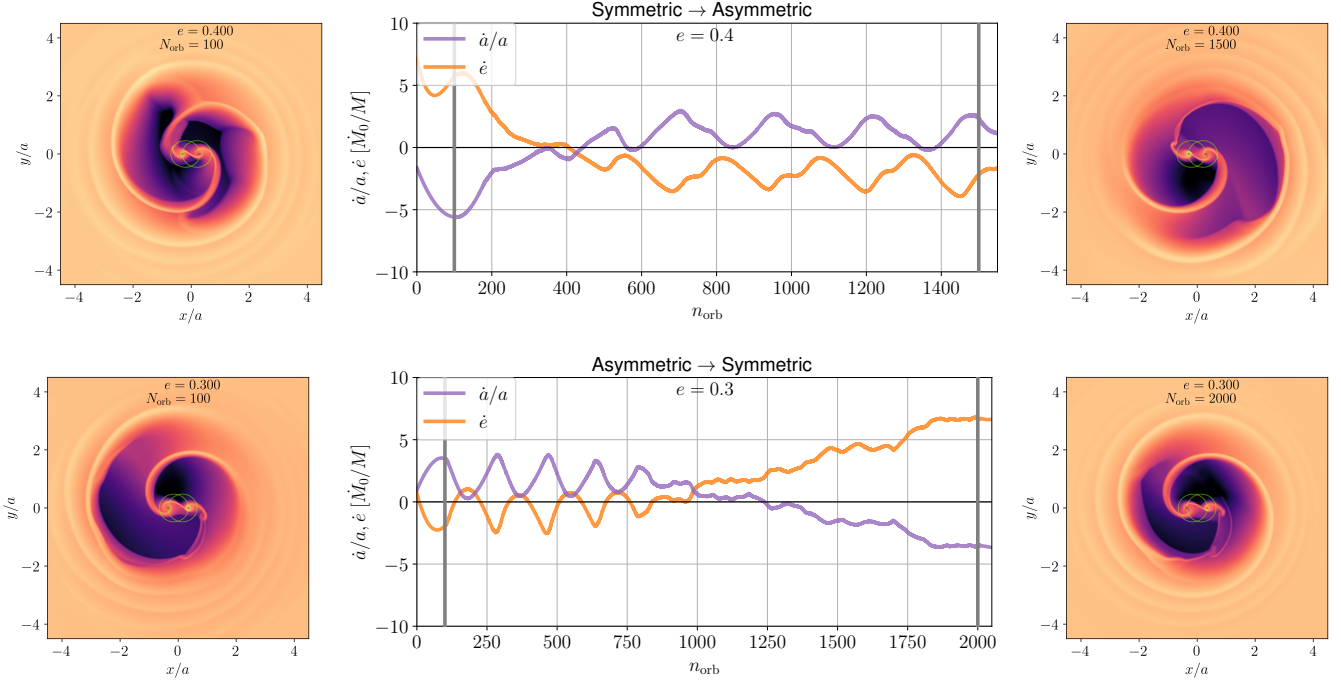 e = 0.400
N_orb = 100
y/a
4
2
0
−2
−4
−4 −2 0 2 4
x/a
Symmetric → Asymmetric
e = 0.4
ȧ/a
ė
ȧ/a, ė [Ṁ₀/M]
10
5
0
−5
−10
0 200 400 600 800 1000 1200 1400
n_orb
e = 0.400
N_orb = 1500
y/a
4
2
0
−2
−4
−4 −2 0 2 4
x/a
e = 0.300
N_orb = 100
y/a
4
2
0
−2
−4
−4 −2 0 2 4
x/a
Asymmetric → Symmetric
e = 0.3
ȧ/a
ė
ȧ/a, ė [Ṁ₀/M]
10
5
0
−5
−10
0 250 500 750 1000 1250 1500 1750 2000
n_orb
e = 0.300
N_orb = 2000
y/a
4
2
0
−2
−4
−4 −2 0 2 4
x/a